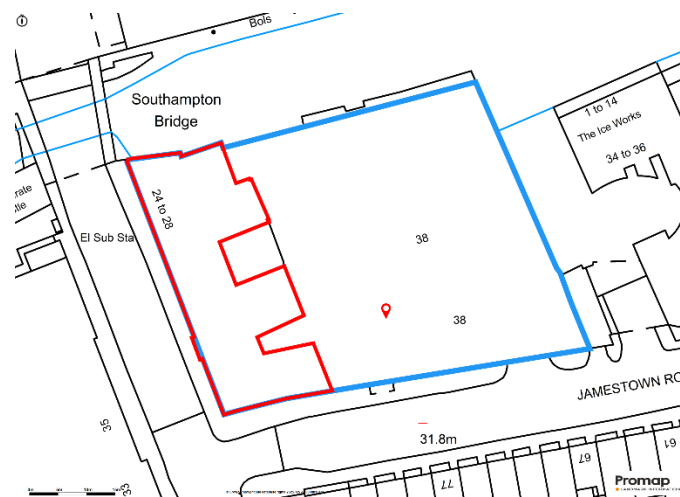 Bols
Southampton
Bridge
1 to 14
The Ice Works
34 to 36
24 to 28
El Sub Sta
38
38
JAMESTOWN RO
31.8m
35
33
77
67
61
Promap